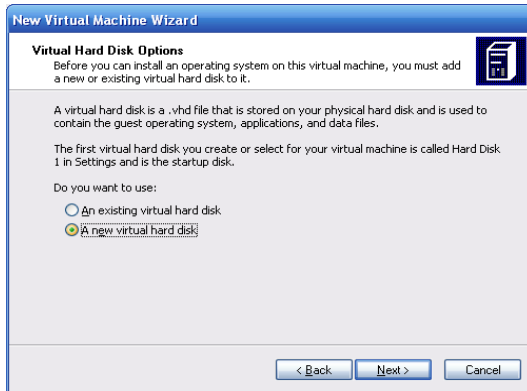 New Virtual Machine Wizard
Virtual Hard Disk Options
Before you can install an operating system on this virtual machine, you must add
a new or existing virtual hard disk to it.
A virtual hard disk is a .vhd file that is stored on your physical hard disk and is used to
contain the guest operating system, applications, and data files.
The first virtual hard disk you create or select for your virtual machine is called Hard Disk
1 in Settings and is the startup disk.
Do you want to use:
An existing virtual hard disk
A new virtual hard disk
< Back
Next >
Cancel